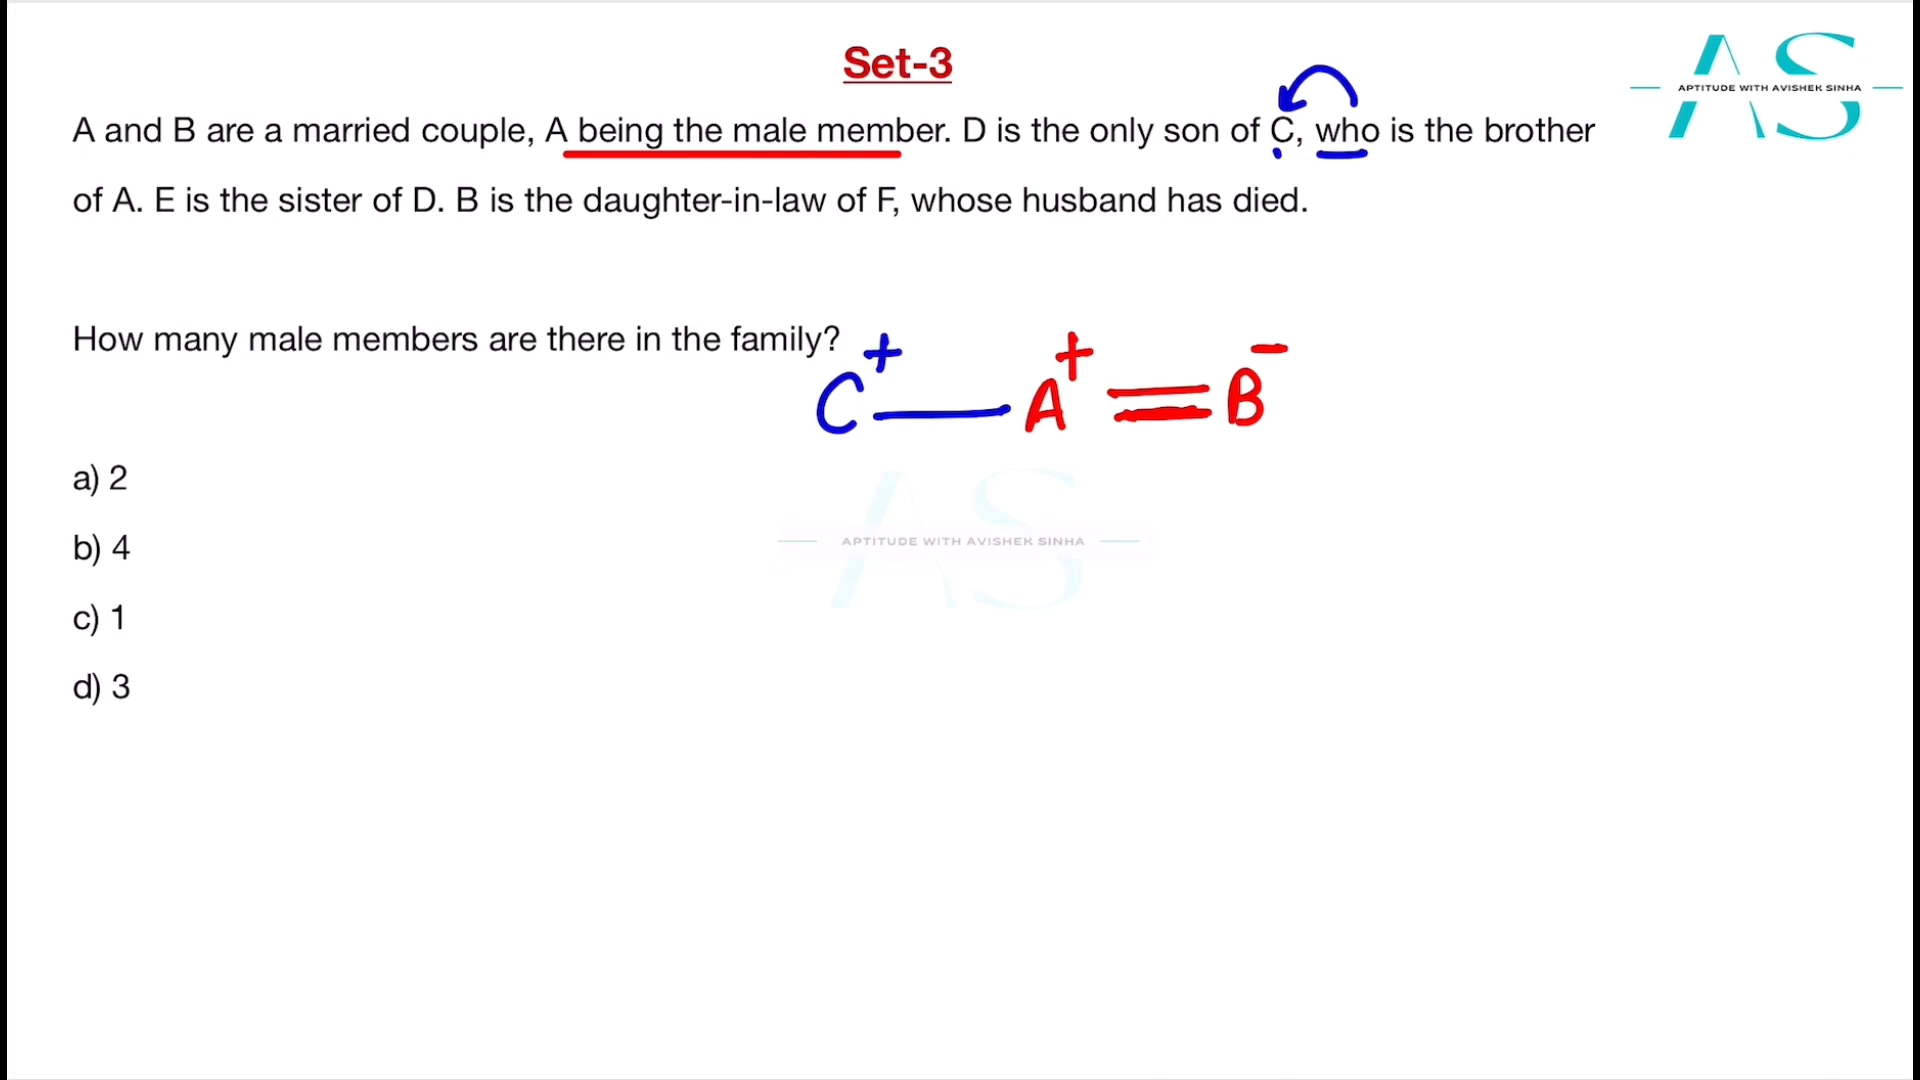 Set-3
AS
APTITUDE WITH AVISHEK SINHA
A and B are a married couple, A being the male member. D is the only son of C, who is the brother
of A. E is the sister of D. B is the daughter-in-law of F, whose husband has died.
How many male members are there in the family?
C+ — A+ = B−
a) 2
AS
APTITUDE WITH AVISHEK SINHA
b) 4
c) 1
d) 3